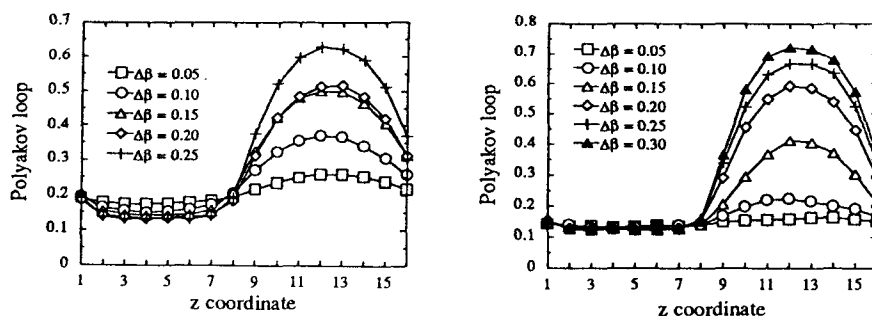 0.7
0.6
0.5
0.4
0.3
0.2
0.1
0
Polyakov loop
Δβ = 0.05
Δβ = 0.10
Δβ = 0.15
Δβ = 0.20
Δβ = 0.25
1 3 5 7 9 11 13 15
z coordinate
0.8
0.7
0.6
0.5
0.4
0.3
0.2
0.1
0
Polyakov loop
Δβ = 0.05
Δβ = 0.10
Δβ = 0.15
Δβ = 0.20
Δβ = 0.25
Δβ = 0.30
1 3 5 7 9 11 13 15
z coordinate